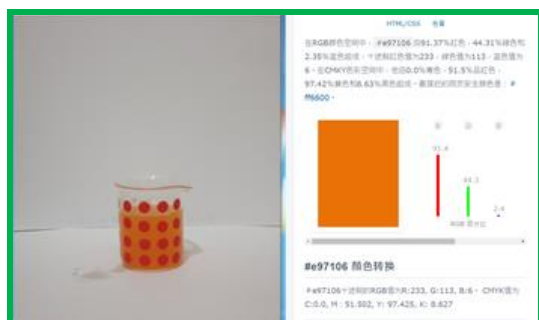 HTML/CSS 色量
在RGB颜色空间中，#e97106 由91.37%红色，44.31%绿色和
2.35%蓝色组成，十进制红色值为233，绿色值为113，蓝色值为
6。在CMKY色彩空间中，他由0.0%青色，51.5%品红色，
97.42%黄色和8.63%黑色组成。最接近的网页安全颜色是：#
ff6600。
91.4
44.3
2.4
RGB 百分比
#e97106 颜色转换
#e97106十进制的RGB值为R:233, G:113, B:6。CMYK值为
C:0.0, M : 51.502, Y: 97.425, K: 8.627